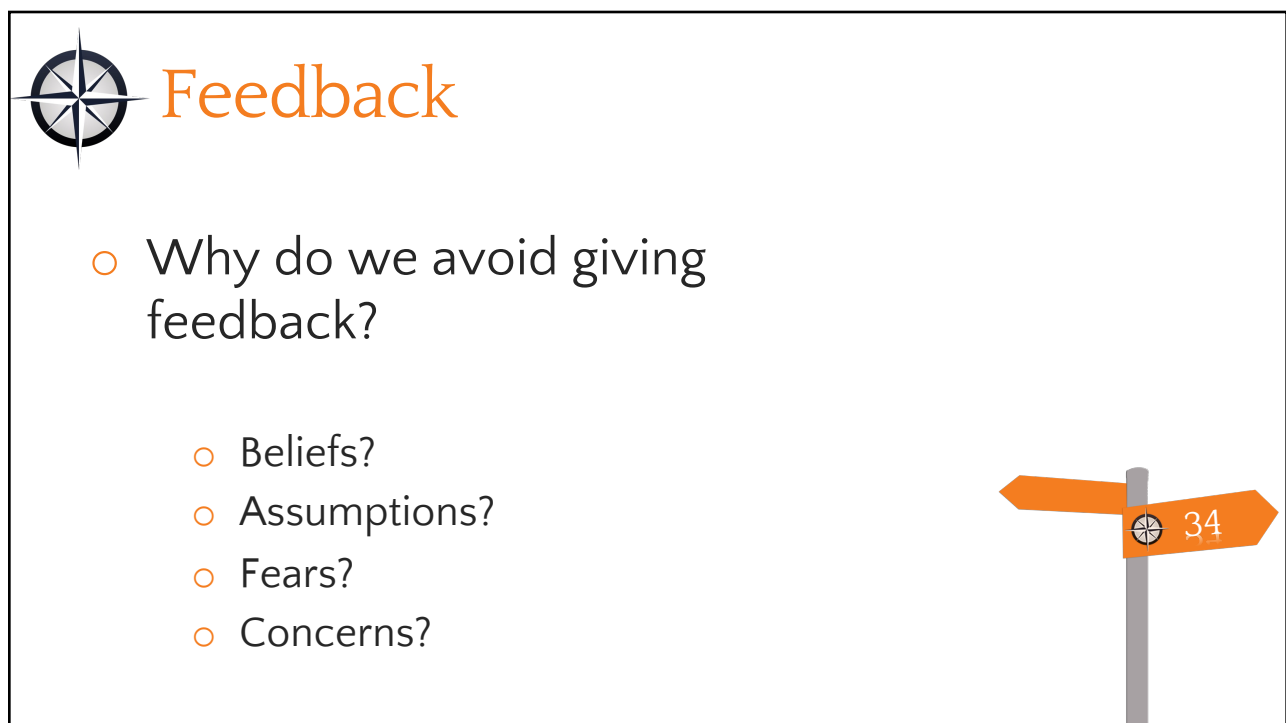 Feedback
Why do we avoid giving
feedback?
Beliefs?
Assumptions?
Fears?
Concerns?
34